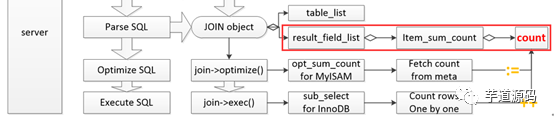 server
Parse SQL
JOIN object
table_list
result_field_list
Item_sum_count
count
Optimize SQL
join->optimize()
opt_sum_count
for MyISAM
Fetch count
from meta
:=
Execute SQL
join->exec()
sub_select
for InnoDB
Count rows
One by one
++
芋道源码